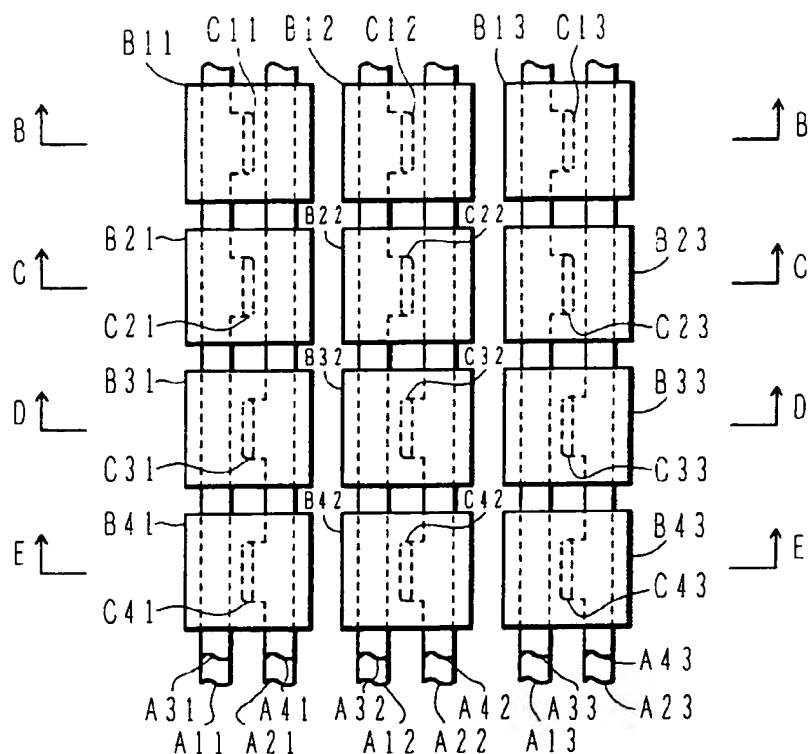 C11 C12 C13
B11 B12 B13
B B
B22 C22
B21 B23
C C
C21 C23
B32 C32
B31 B33
D D
C31 C33
B42 C42
B41 B43
E E
C41 C43
A43
A31 A41 A32 A42 A33 A23
A11 A21 A12 A22 A13